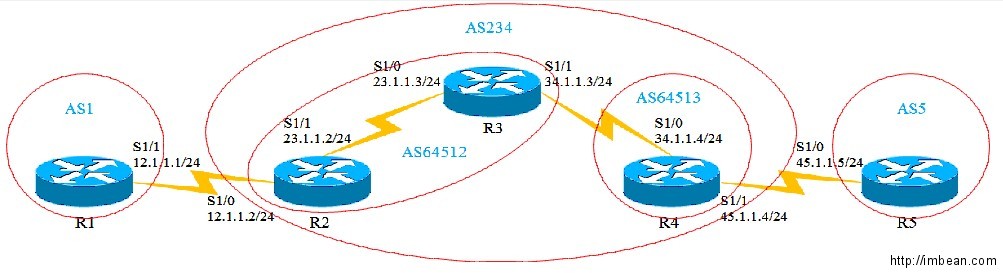 AS234
S1/0
23.1.1.3/24
S1/1
34.1.1.3/24
R3
AS1
S1/1
12.1.1.1/24
R1
S1/1
23.1.1.2/24
AS64512
S1/0
12.1.1.2/24
R2
AS64513
S1/0
34.1.1.4/24
R4
S1/1
45.1.1.4/24
AS5
S1/0
45.1.1.5/24
R5
http://imbean.com